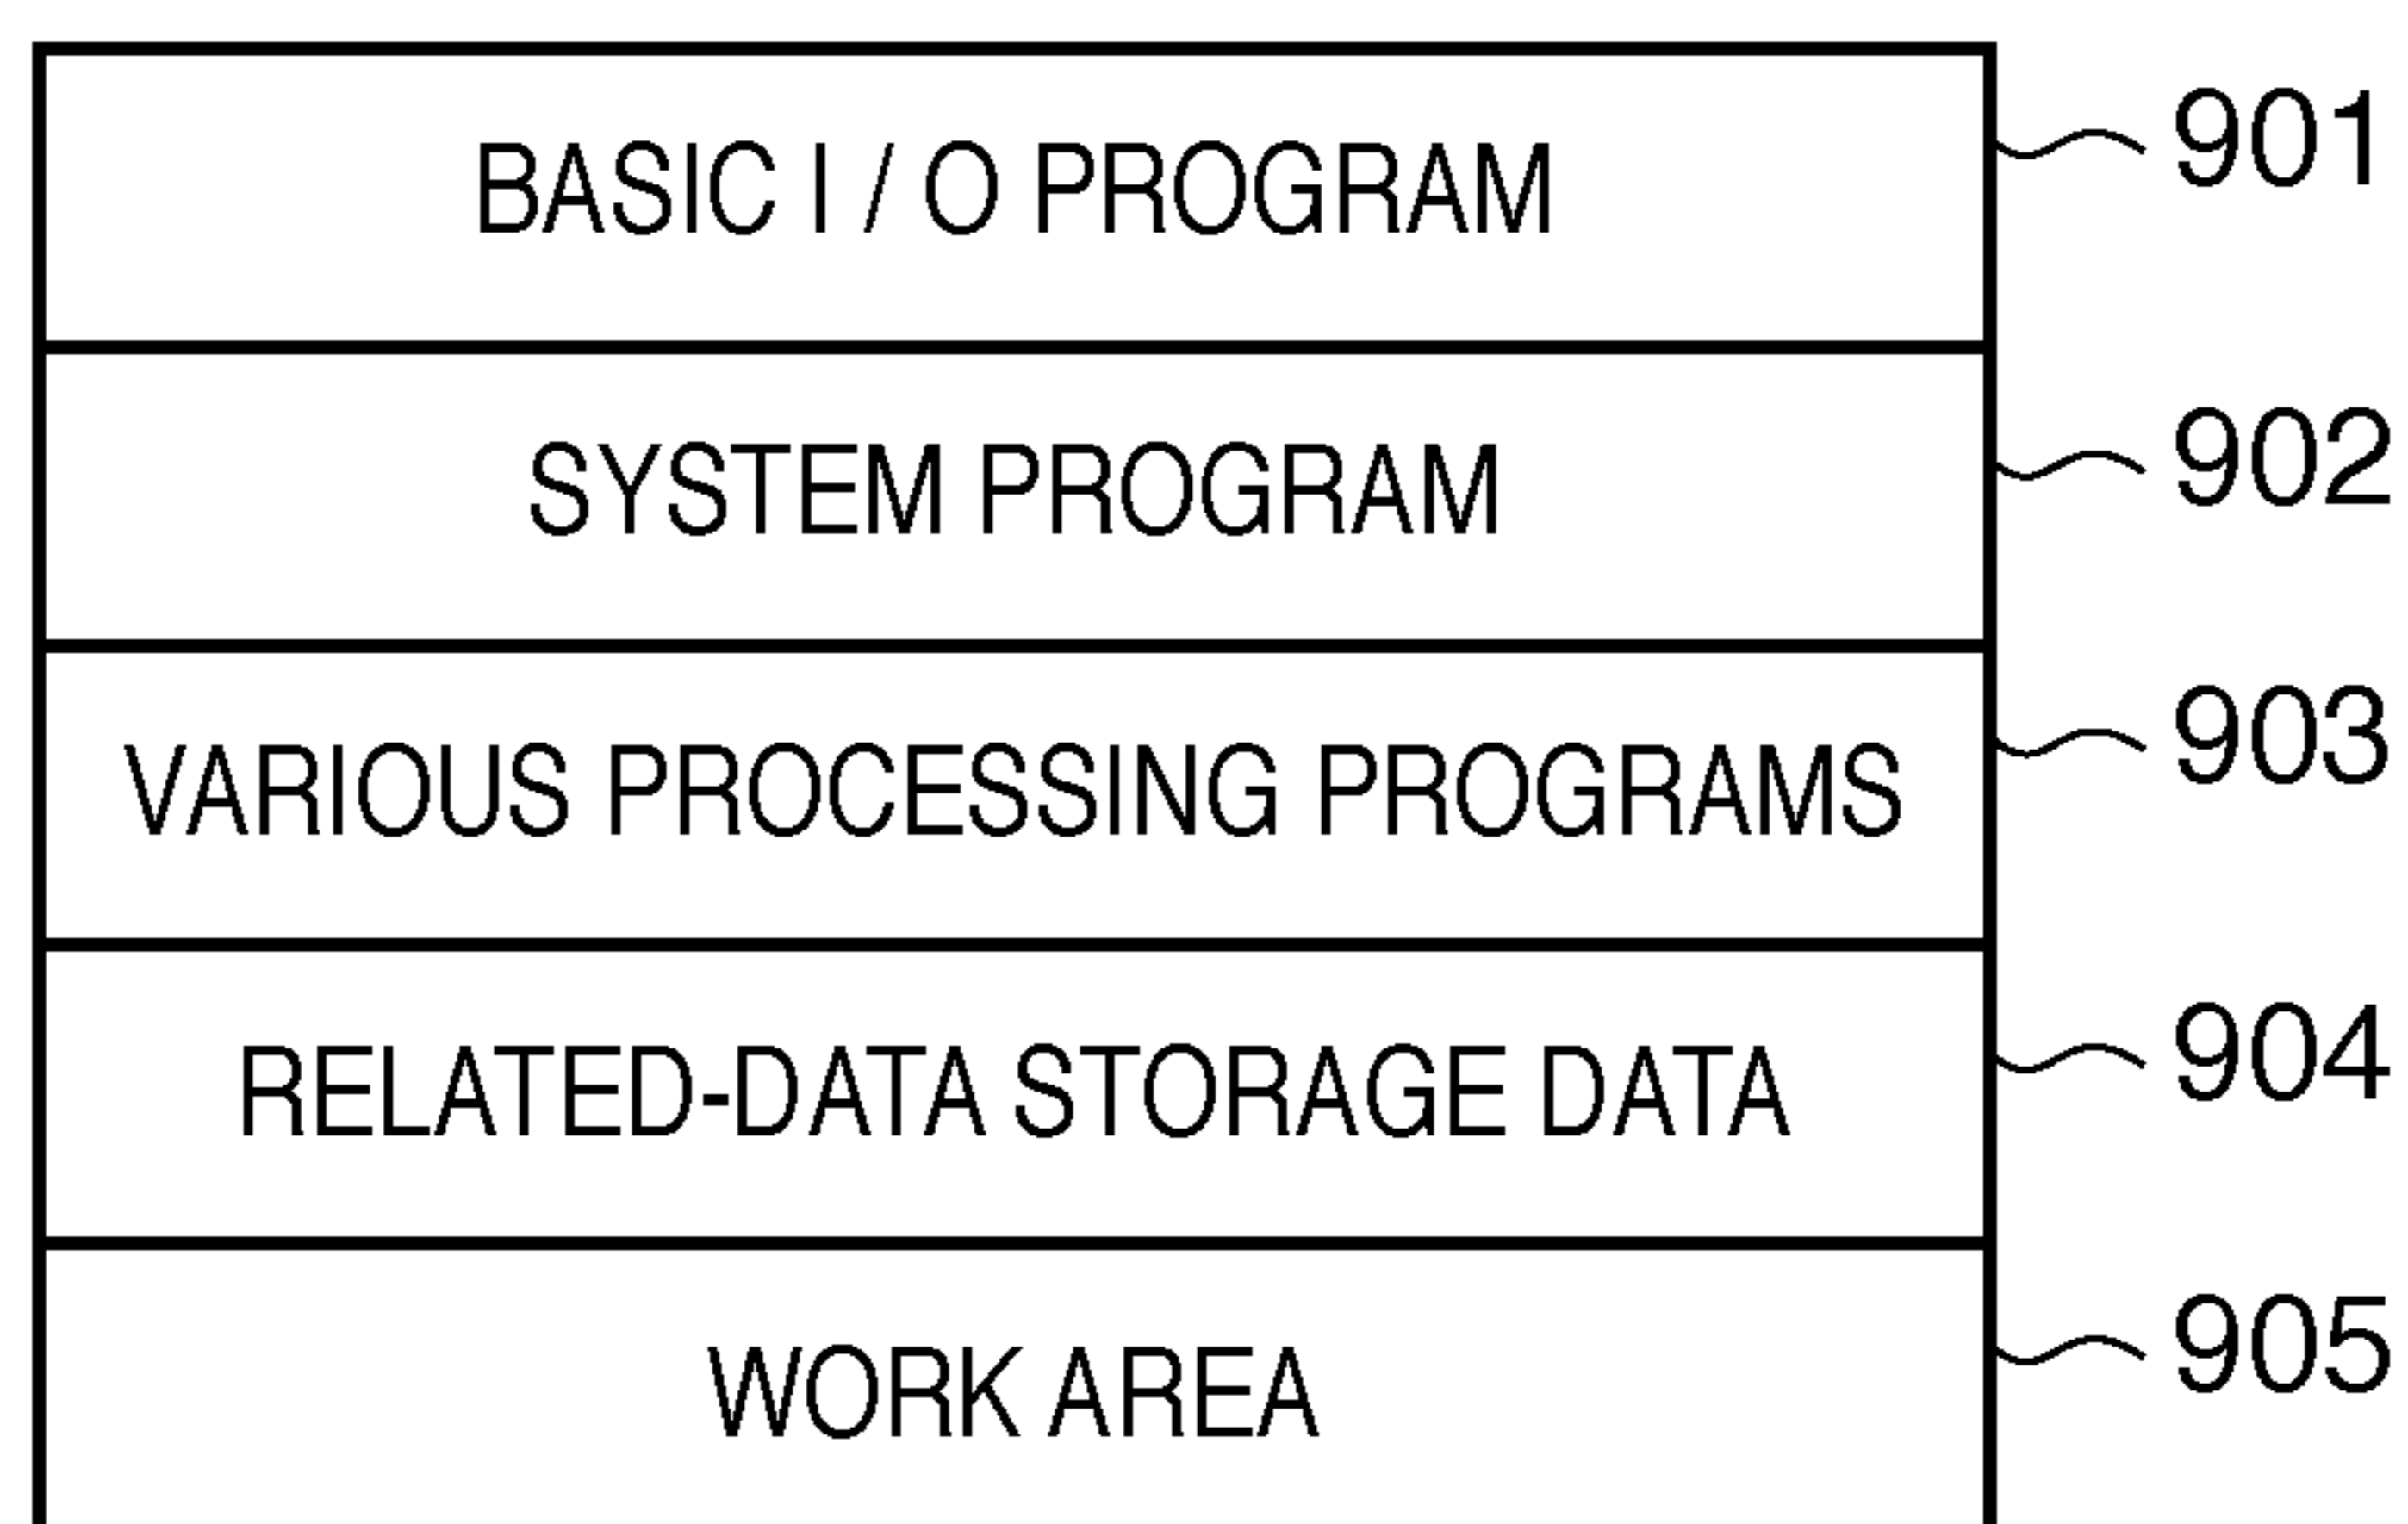 BASIC I / O PROGRAM 901
SYSTEM PROGRAM 902
VARIOUS PROCESSING PROGRAMS 903
RELATED-DATA STORAGE DATA 904
WORK AREA 905